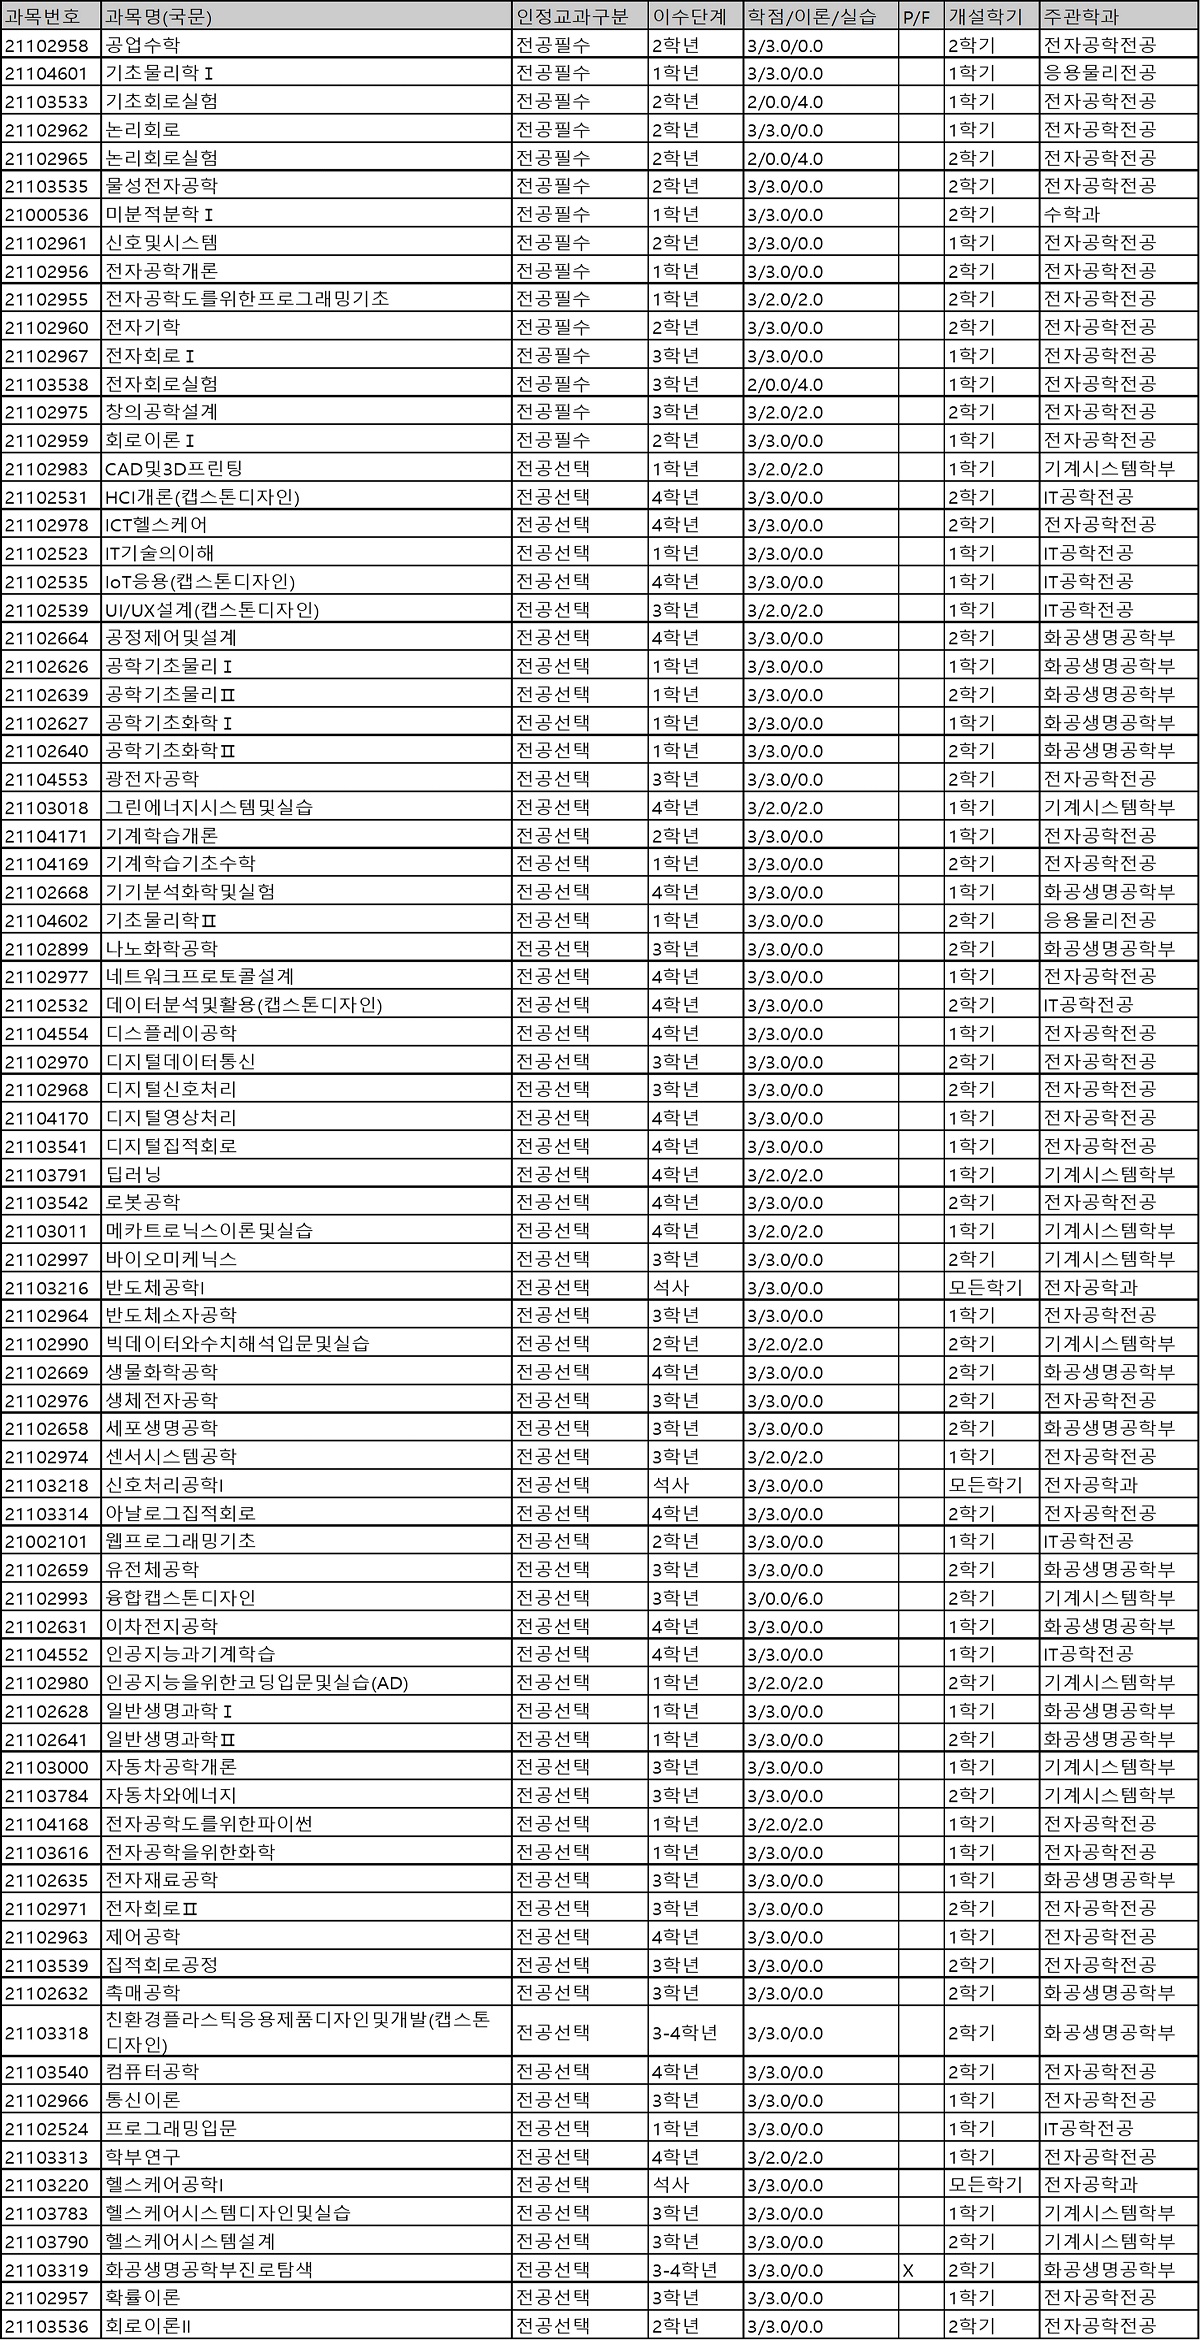 과목번호 과목명(국문) 인정교과구분 이수단계 학점/이론/실습 P/F 개설학기 주관학과
21102958 공업수학 전공필수 2학년 3/3.0/0.0 2학기 전자공학전공
21104601 기초물리학Ⅰ 전공필수 1학년 3/3.0/0.0 1학기 응용물리전공
21103533 기초회로실험 전공필수 2학년 2/0.0/4.0 1학기 전자공학전공
21102962 논리회로 전공필수 2학년 3/3.0/0.0 1학기 전자공학전공
21102965 논리회로실험 전공필수 2학년 2/0.0/4.0 2학기 전자공학전공
21103535 물성전자공학 전공필수 2학년 3/3.0/0.0 2학기 전자공학전공
21000536 미분적분학Ⅰ 전공필수 1학년 3/3.0/0.0 2학기 수학과
21102961 신호및시스템 전공필수 2학년 3/3.0/0.0 1학기 전자공학전공
21102956 전자공학개론 전공필수 1학년 3/3.0/0.0 2학기 전자공학전공
21102955 전자공학도를위한프로그래밍기초 전공필수 1학년 3/2.0/2.0 2학기 전자공학전공
21102960 전자기학 전공필수 2학년 3/3.0/0.0 2학기 전자공학전공
21102967 전자회로Ⅰ 전공필수 3학년 3/3.0/0.0 1학기 전자공학전공
21103538 전자회로실험 전공필수 3학년 2/0.0/4.0 1학기 전자공학전공
21102975 창의공학설계 전공필수 3학년 3/2.0/2.0 2학기 전자공학전공
21102959 회로이론Ⅰ 전공필수 2학년 3/3.0/0.0 1학기 전자공학전공
21102983 CAD및3D프린팅 전공선택 1학년 3/2.0/2.0 1학기 기계시스템학부
21102531 HCI개론(캡스톤디자인) 전공선택 4학년 3/3.0/0.0 2학기 IT공학전공
21102978 ICT헬스케어 전공선택 4학년 3/3.0/0.0 2학기 전자공학전공
21102523 IT기술의이해 전공선택 1학년 3/3.0/0.0 1학기 IT공학전공
21102535 IoT응용(캡스톤디자인) 전공선택 4학년 3/3.0/0.0 1학기 IT공학전공
21102539 UI/UX설계(캡스톤디자인) 전공선택 3학년 3/2.0/2.0 1학기 IT공학전공
21102664 공정제어및설계 전공선택 4학년 3/3.0/0.0 2학기 화공생명공학부
21102626 공학기초물리Ⅰ 전공선택 1학년 3/3.0/0.0 1학기 화공생명공학부
21102639 공학기초물리Ⅱ 전공선택 1학년 3/3.0/0.0 2학기 화공생명공학부
21102627 공학기초화학Ⅰ 전공선택 1학년 3/3.0/0.0 1학기 화공생명공학부
21102640 공학기초화학Ⅱ 전공선택 1학년 3/3.0/0.0 2학기 화공생명공학부
21104553 광전자공학 전공선택 3학년 3/3.0/0.0 2학기 전자공학전공
21103018 그린에너지시스템및실습 전공선택 4학년 3/2.0/2.0 1학기 기계시스템학부
21104171 기계학습개론 전공선택 2학년 3/3.0/0.0 1학기 전자공학전공
21104169 기계학습기초수학 전공선택 1학년 3/3.0/0.0 2학기 전자공학전공
21102668 기기분석화학및실험 전공선택 4학년 3/3.0/0.0 1학기 화공생명공학부
21104602 기초물리학Ⅱ 전공선택 1학년 3/3.0/0.0 2학기 응용물리전공
21102899 나노화학공학 전공선택 3학년 3/3.0/0.0 2학기 화공생명공학부
21102977 네트워크프로토콜설계 전공선택 4학년 3/3.0/0.0 1학기 전자공학전공
21102532 데이터분석및활용(캡스톤디자인) 전공선택 4학년 3/3.0/0.0 2학기 IT공학전공
21104554 디스플레이공학 전공선택 4학년 3/3.0/0.0 1학기 전자공학전공
21102970 디지털데이터통신 전공선택 3학년 3/3.0/0.0 2학기 전자공학전공
21102968 디지털신호처리 전공선택 3학년 3/3.0/0.0 2학기 전자공학전공
21104170 디지털영상처리 전공선택 4학년 3/3.0/0.0 1학기 전자공학전공
21103541 디지털집적회로 전공선택 4학년 3/3.0/0.0 1학기 전자공학전공
21103791 딥러닝 전공선택 4학년 3/2.0/2.0 1학기 기계시스템학부
21103542 로봇공학 전공선택 4학년 3/3.0/0.0 2학기 전자공학전공
21103011 메카트로닉스이론및실습 전공선택 4학년 3/2.0/2.0 1학기 기계시스템학부
21102997 바이오미케닉스 전공선택 3학년 3/3.0/0.0 2학기 기계시스템학부
21103216 반도체공학I 전공선택 석사 3/3.0/0.0 모든학기 전자공학과
21102964 반도체소자공학 전공선택 3학년 3/3.0/0.0 1학기 전자공학전공
21102990 빅데이터와수치해석입문및실습 전공선택 2학년 3/2.0/2.0 2학기 기계시스템학부
21102669 생물화학공학 전공선택 4학년 3/3.0/0.0 2학기 화공생명공학부
21102976 생체전자공학 전공선택 3학년 3/3.0/0.0 2학기 전자공학전공
21102658 세포생명공학 전공선택 3학년 3/3.0/0.0 2학기 화공생명공학부
21102974 센서시스템공학 전공선택 3학년 3/2.0/2.0 1학기 전자공학전공
21103218 신호처리공학I 전공선택 석사 3/3.0/0.0 모든학기 전자공학과
21103314 아날로그집적회로 전공선택 4학년 3/3.0/0.0 2학기 전자공학전공
21002101 웹프로그래밍기초 전공선택 2학년 3/3.0/0.0 1학기 IT공학전공
21102659 유전체공학 전공선택 3학년 3/3.0/0.0 2학기 화공생명공학부
21102993 융합캡스톤디자인 전공선택 3학년 3/0.0/6.0 2학기 기계시스템학부
21102631 이차전지공학 전공선택 4학년 3/3.0/0.0 1학기 화공생명공학부
21104552 인공지능과기계학습 전공선택 4학년 3/3.0/0.0 1학기 IT공학전공
21102980 인공지능을위한코딩입문및실습(AD) 전공선택 1학년 3/2.0/2.0 2학기 기계시스템학부
21102628 일반생명과학Ⅰ 전공선택 1학년 3/3.0/0.0 1학기 화공생명공학부
21102641 일반생명과학Ⅱ 전공선택 1학년 3/3.0/0.0 2학기 화공생명공학부
21103000 자동차공학개론 전공선택 3학년 3/3.0/0.0 1학기 기계시스템학부
21103784 자동차와에너지 전공선택 3학년 3/3.0/0.0 2학기 기계시스템학부
21104168 전자공학도를위한파이썬 전공선택 1학년 3/2.0/2.0 1학기 전자공학전공
21103616 전자공학을위한화학 전공선택 1학년 3/3.0/0.0 1학기 전자공학전공
21102635 전자재료공학 전공선택 3학년 3/3.0/0.0 1학기 화공생명공학부
21102971 전자회로Ⅱ 전공선택 3학년 3/3.0/0.0 2학기 전자공학전공
21102963 제어공학 전공선택 4학년 3/3.0/0.0 1학기 전자공학전공
21103539 집적회로공정 전공선택 3학년 3/3.0/0.0 2학기 전자공학전공
21102632 촉매공학 전공선택 3학년 3/3.0/0.0 2학기 화공생명공학부
21103318 친환경플라스틱응용제품디자인및개발(캡스톤
디자인) 전공선택 3-4학년 3/3.0/0.0 2학기 화공생명공학부
21103540 컴퓨터공학 전공선택 4학년 3/3.0/0.0 2학기 전자공학전공
21102966 통신이론 전공선택 3학년 3/3.0/0.0 1학기 전자공학전공
21102524 프로그래밍입문 전공선택 1학년 3/3.0/0.0 1학기 IT공학전공
21103313 학부연구 전공선택 4학년 3/2.0/2.0 1학기 전자공학전공
21103220 헬스케어공학I 전공선택 석사 3/3.0/0.0 모든학기 전자공학과
21103783 헬스케어시스템디자인및실습 전공선택 3학년 3/3.0/0.0 1학기 기계시스템학부
21103790 헬스케어시스템설계 전공선택 3학년 3/3.0/0.0 2학기 기계시스템학부
21103319 화공생명공학부진로탐색 전공선택 3-4학년 3/3.0/0.0 X 2학기 화공생명공학부
21102957 확률이론 전공선택 3학년 3/3.0/0.0 1학기 전자공학전공
21103536 회로이론II 전공선택 2학년 3/3.0/0.0 2학기 전자공학전공